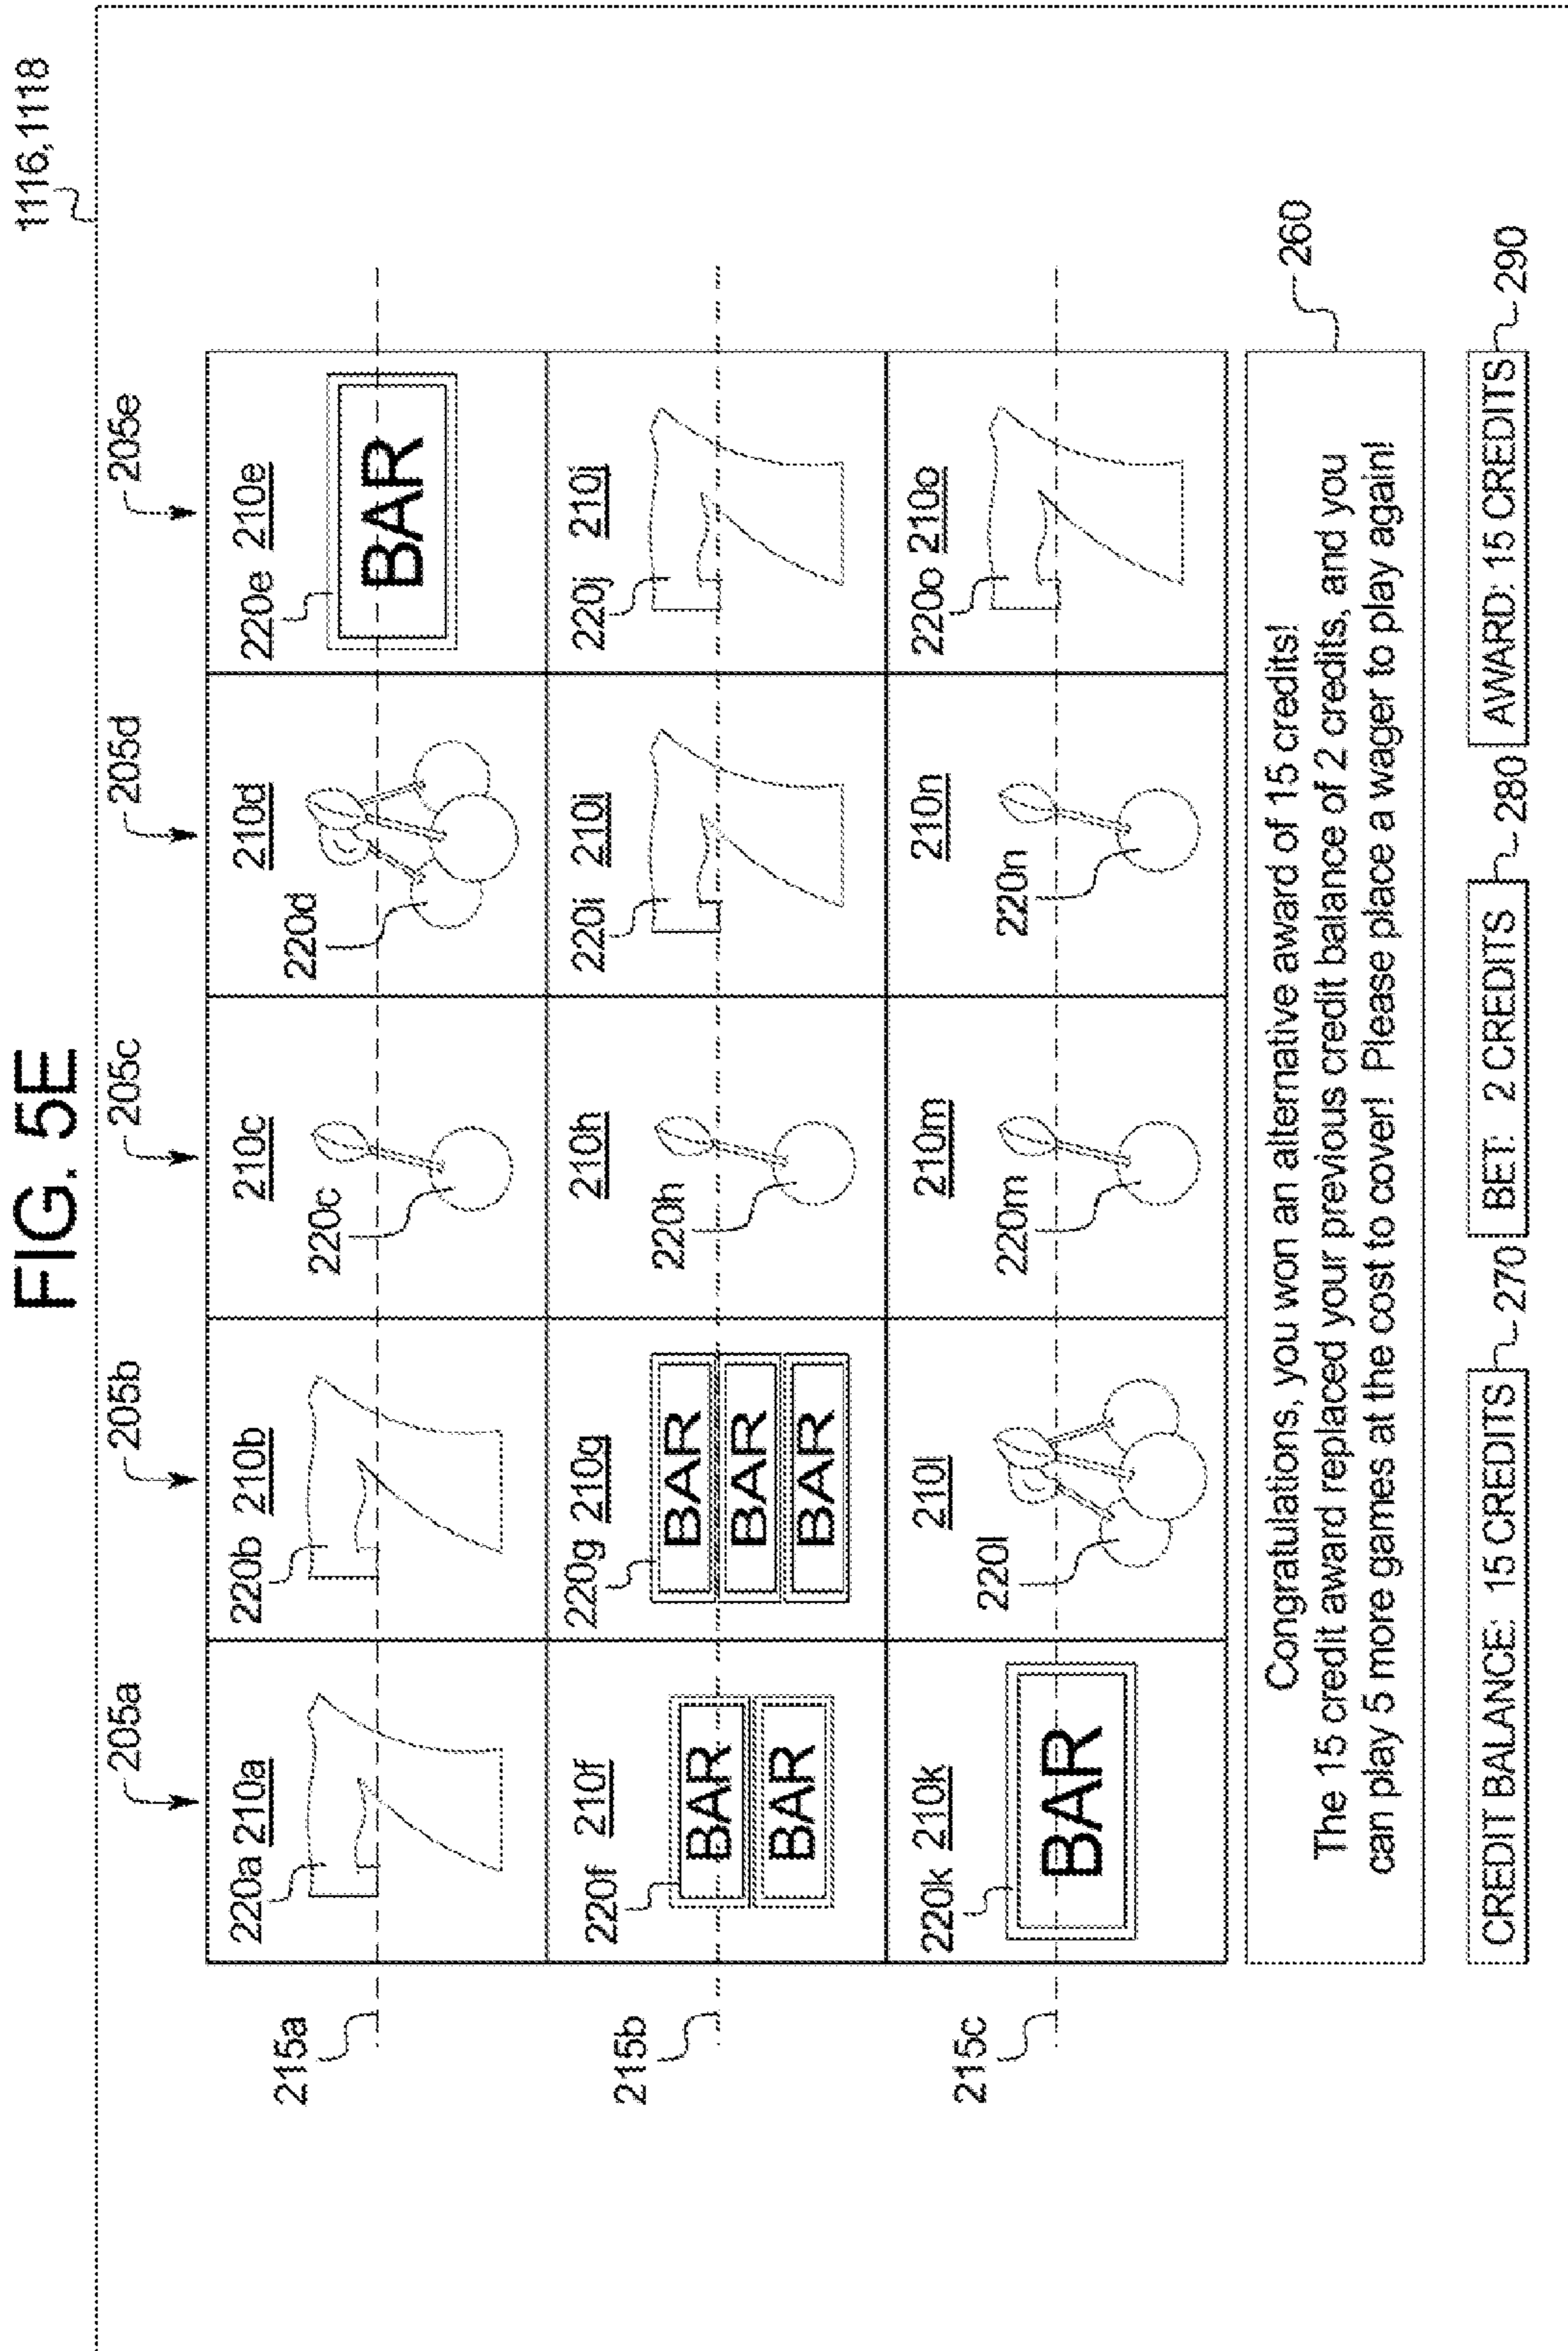 FIG. 5E
1116,1118
205a
205b
205c
205d
205e
220a 210a
220b 210b
210c
220c
210d
220d
220e 210e
BAR
215a
220f 210f
BAR
BAR
220g 210g
BAR
BAR
BAR
210h
220h
220i 210i
220j 210j
215b
220k 210k
BAR
210l
220l
210m
220m
210n
220n
220o 210o
215c
Congratulations, you won an alternative award of 15 credits!
The 15 credit award replaced your previous credit balance of 2 credits, and you
can play 5 more games at the cost to cover! Please place a wager to play again!
260
CREDIT BALANCE: 15 CREDITS
270
BET: 2 CREDITS
280
AWARD: 15 CREDITS
290